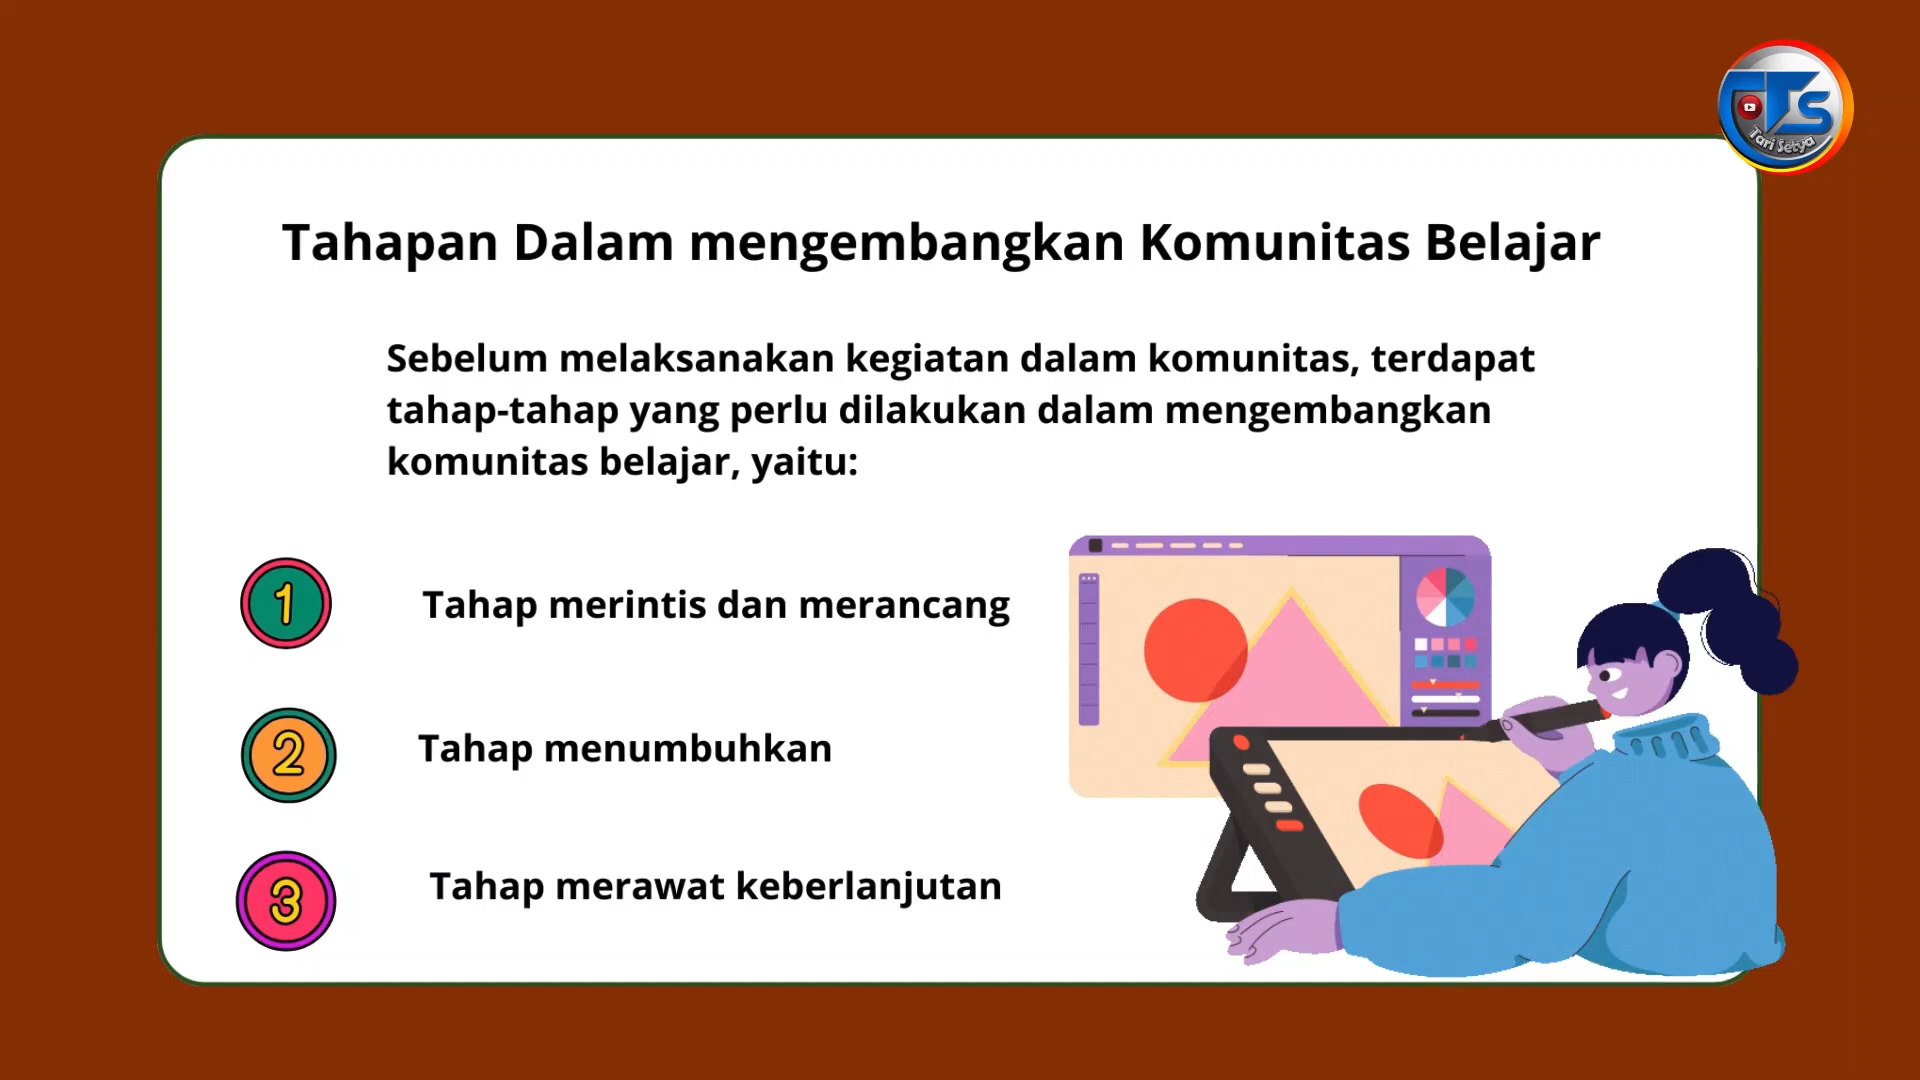 Tari Setya
Tahapan Dalam mengembangkan Komunitas Belajar
Sebelum melaksanakan kegiatan dalam komunitas, terdapat
tahap-tahap yang perlu dilakukan dalam mengembangkan
komunitas belajar, yaitu:
1 Tahap merintis dan merancang
2 Tahap menumbuhkan
3 Tahap merawat keberlanjutan